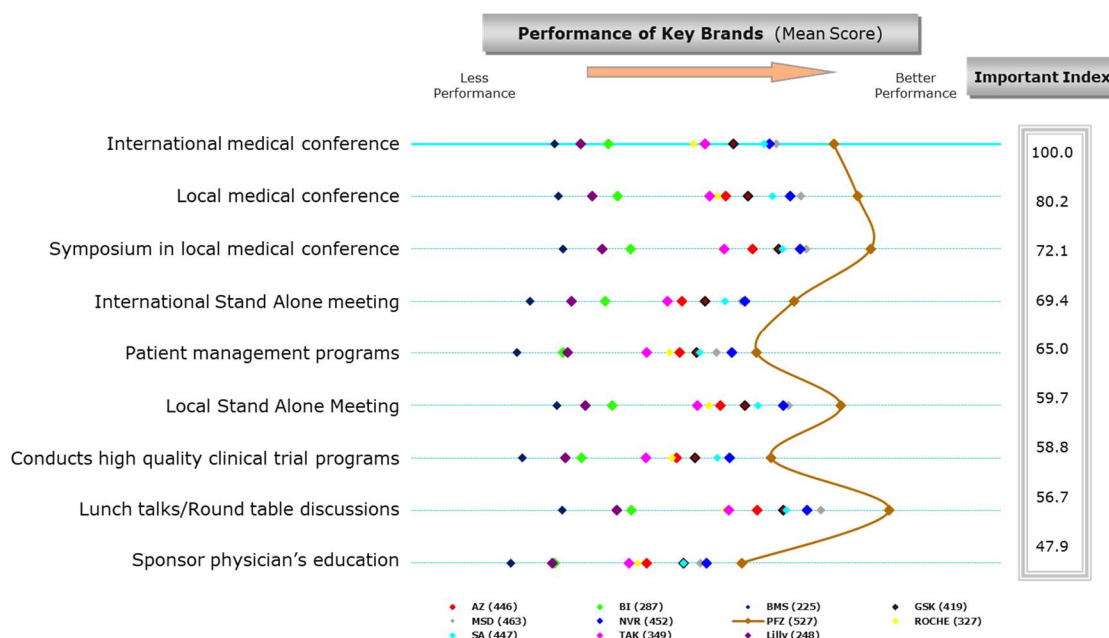 Performance of Key Brands (Mean Score)
Less
Performance
Better
Performance
Important Index
International medical conference
100.0
Local medical conference
80.2
Symposium in local medical conference
72.1
International Stand Alone meeting
69.4
Patient management programs
65.0
Local Stand Alone Meeting
59.7
Conducts high quality clinical trial programs
58.8
Lunch talks/Round table discussions
56.7
Sponsor physician’s education
47.9
AZ (446)
BI (287)
BMS (225)
GSK (419)
MSD (463)
NVR (452)
PFZ (527)
ROCHE (327)
SA (447)
TAK (349)
Lilly (248)